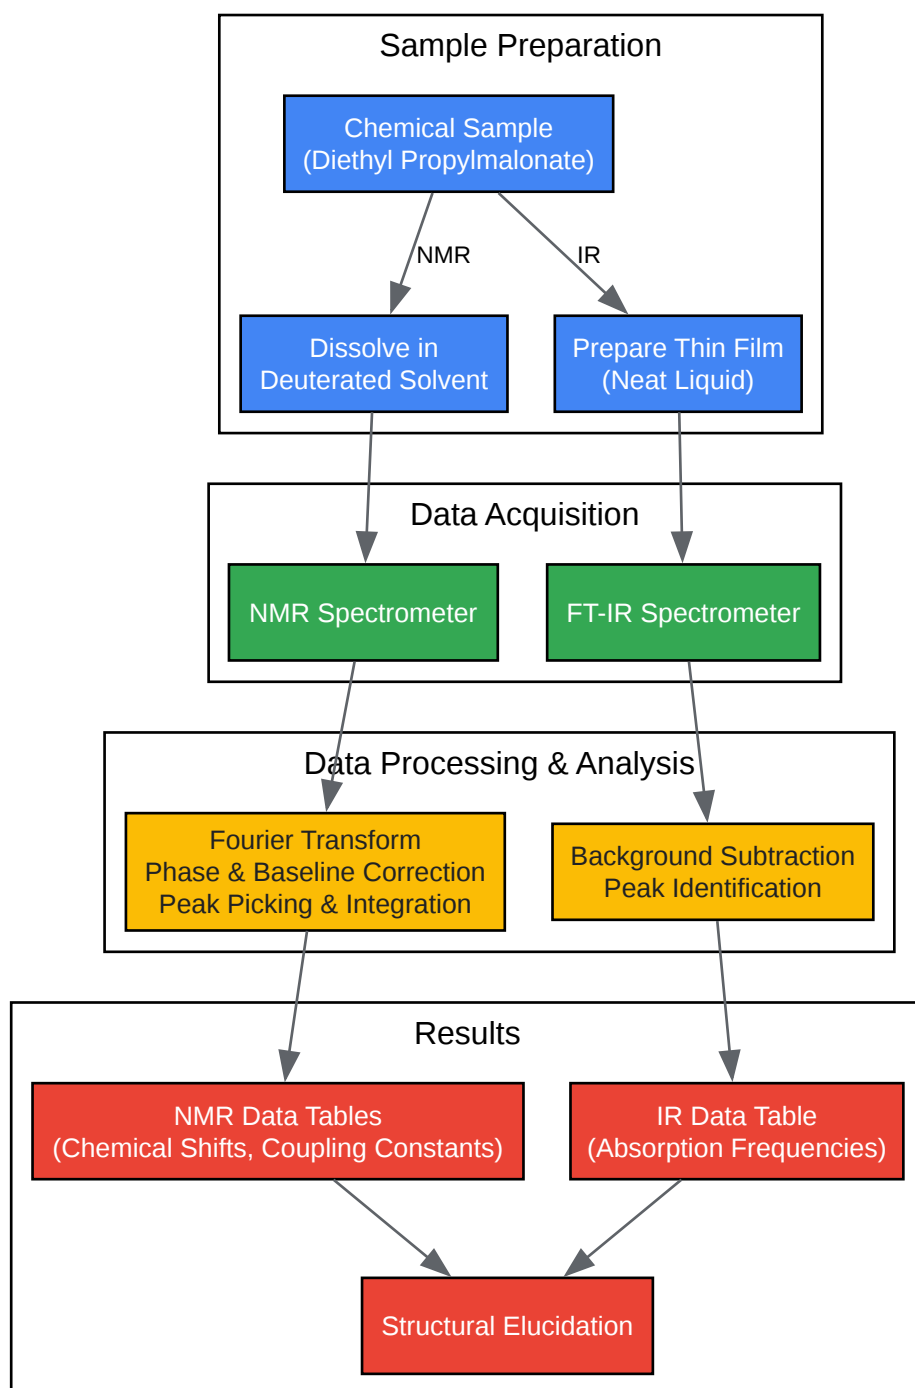 Sample Preparation
Chemical Sample
(Diethyl Propylmalonate)
NMR
IR
Dissolve in
Deuterated Solvent
Prepare Thin Film
(Neat Liquid)
Data Acquisition
NMR Spectrometer
FT-IR Spectrometer
Data Processing & Analysis
Fourier Transform
Phase & Baseline Correction
Peak Picking & Integration
Background Subtraction
Peak Identification
Results
NMR Data Tables
(Chemical Shifts, Coupling Constants)
IR Data Table
(Absorption Frequencies)
Structural Elucidation